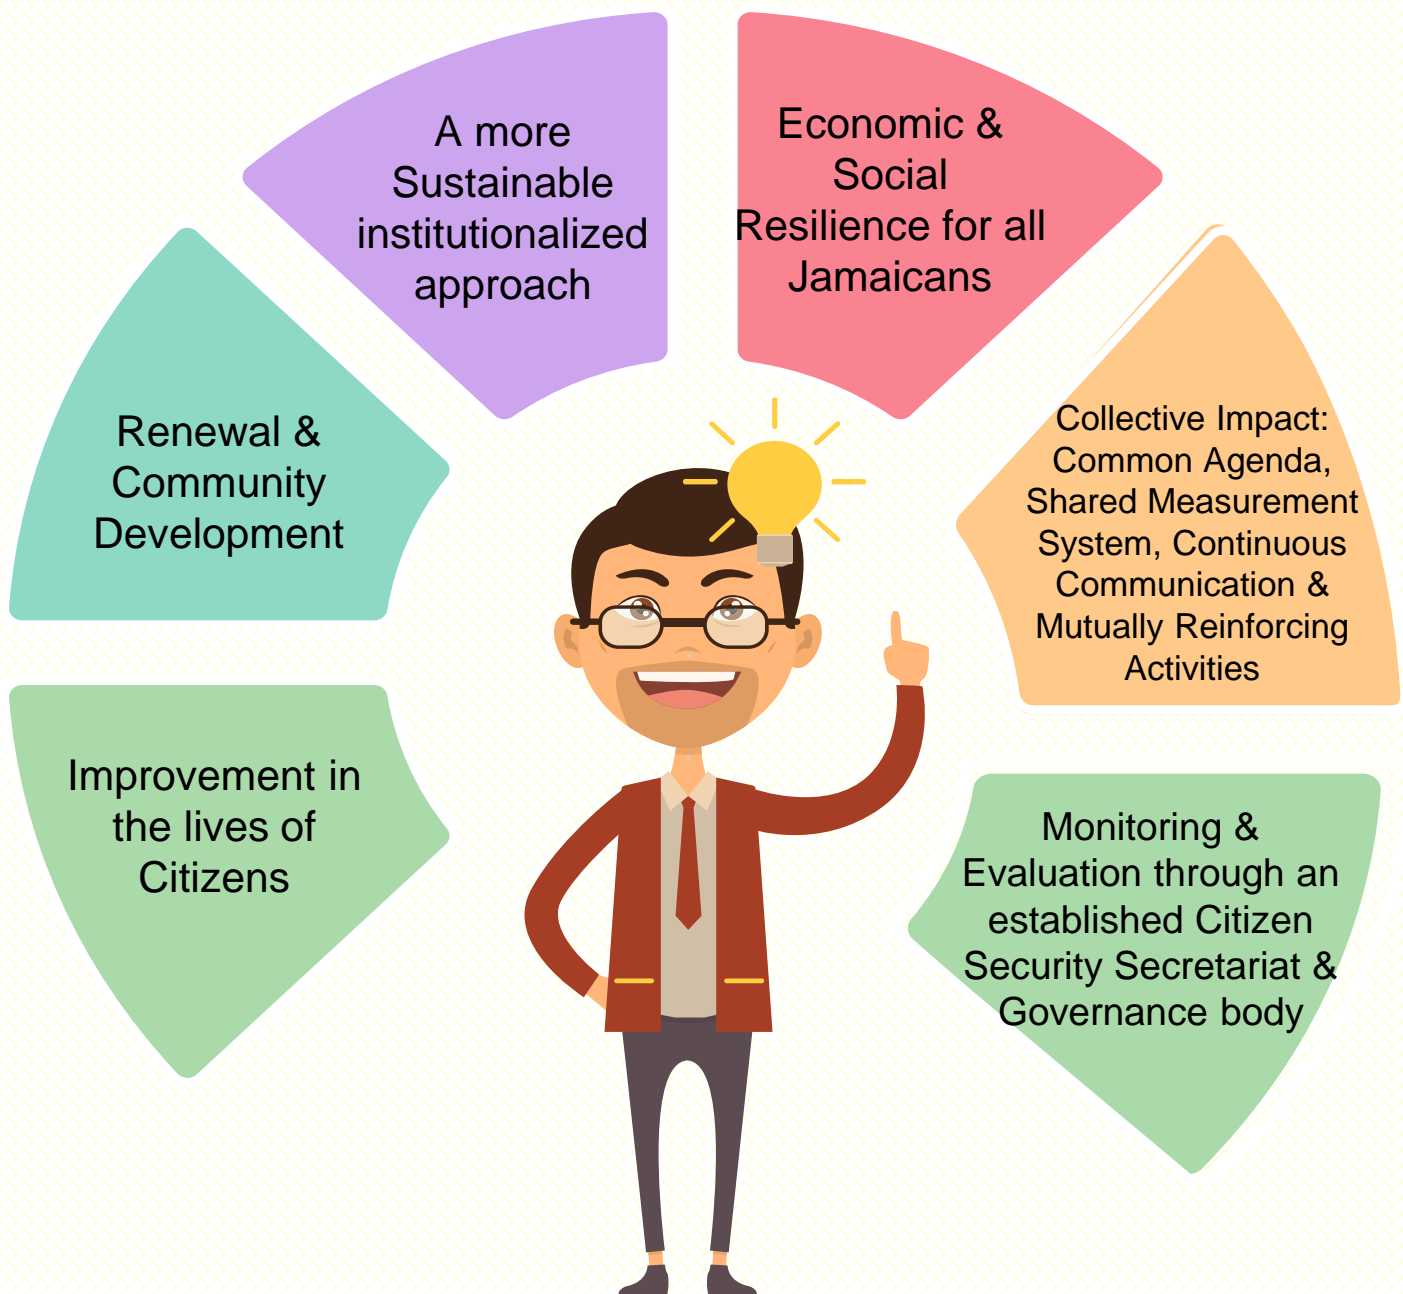 A more
Sustainable
institutionalized
approach
Economic &
Social
Resilience for all
Jamaicans
Renewal &
Community
Development
Collective Impact:
Common Agenda,
Shared Measurement
System, Continuous
Communication &
Mutually Reinforcing
Activities
Improvement in
the lives of
Citizens
Monitoring &
Evaluation through an
established Citizen
Security Secretariat &
Governance body